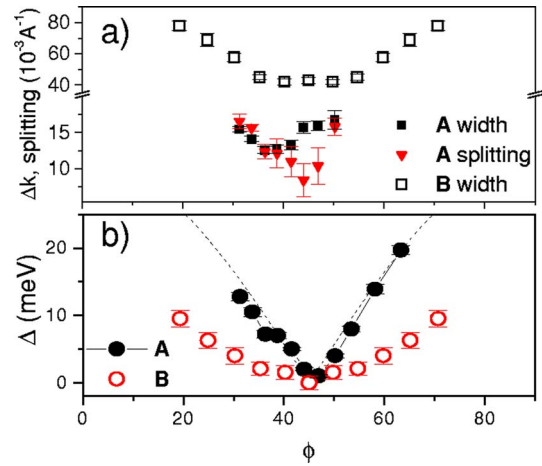 a)
Δk, splitting (10⁻³Å⁻¹)
80
60
40
15
10
A width
A splitting
B width
b)
Δ (meV)
20
10
0
A
B
0 20 40 60 80
ϕ